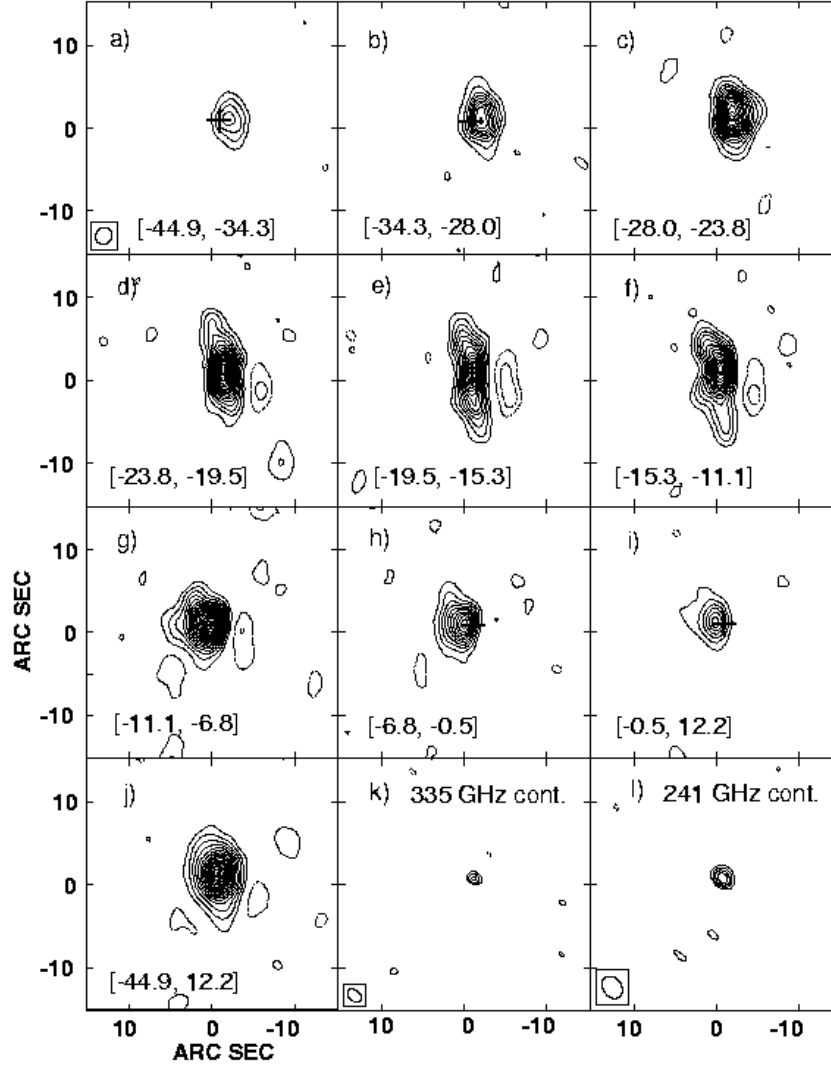 a)
b)
c)
10
0
-10
[-44.9, -34.3]
[-34.3, -28.0]
[-28.0, -23.8]
d)
e)
f)
10
0
-10
[-23.8, -19.5]
[-19.5, -15.3]
[-15.3, -11.1]
g)
h)
i)
10
0
-10
ARC SEC
[-11.1, -6.8]
[-6.8, -0.5]
[-0.5, 12.2]
j)
k) 335 GHz cont.
l) 241 GHz cont.
10
0
-10
[-44.9, 12.2]
10 0 -10
10 0 -10
10 0 -10
ARC SEC